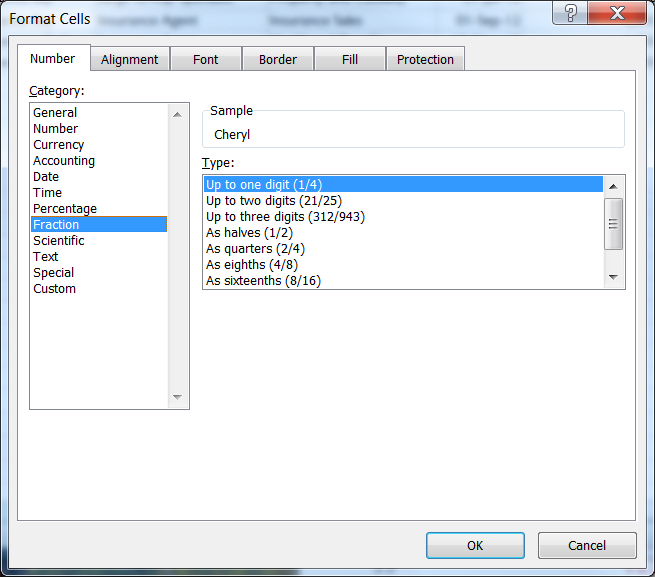 Insurance Agent Insurance Sales 01-Sep-12
Format Cells
Number Alignment Font Border Fill Protection
Category:
General
Number
Currency
Accounting
Date
Time
Percentage
Fraction
Scientific
Text
Special
Custom
Sample
Cheryl
Type:
Up to one digit (1/4)
Up to two digits (21/25)
Up to three digits (312/943)
As halves (1/2)
As quarters (2/4)
As eighths (4/8)
As sixteenths (8/16)
OK Cancel